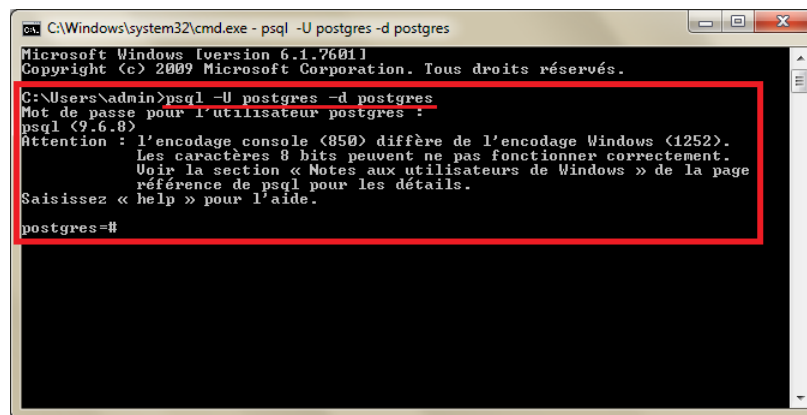 C:\Windows\system32\cmd.exe - psql -U postgres -d postgres
Microsoft Windows [version 6.1.7601]
Copyright (c) 2009 Microsoft Corporation. Tous droits réservés.
C:\Users\admin>psql -U postgres -d postgres
Mot de passe pour l'utilisateur postgres :
psql (9.6.8)
Attention : l'encodage console (850) diffère de l'encodage Windows (1252).
Les caractères 8 bits peuvent ne pas fonctionner correctement.
Voir la section « Notes aux utilisateurs de Windows » de la page
référence de psql pour les détails.
Saisissez « help » pour l'aide.
postgres=#